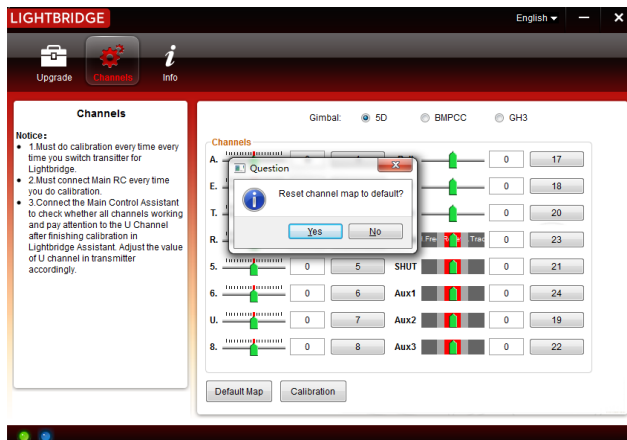 LIGHTBRIDGE
English
Upgrade
Channels
Info
Channels
Notice:
1.Must do calibration every time every
time you switch transitter for
Lightbridge.
2.Must connect Main RC every time
you do calibration.
3.Connect the Main Control Assistant
to check whether all channels working
and pay attention to the U Channel
after finishing calibration in
Lightbridge Assistant. Adjust the value
of U channel in transmitter
accordingly.
Gimbal: 5D BMPCC GH3
Channels
A. 0 17
E. 0 18
T. 0 20
R. 0 23
5. 0 5 SHUT 0 21
6. 0 6 Aux1 0 24
U. 0 7 Aux2 0 19
8. 0 8 Aux3 0 22
Question
Reset channel map to default?
Yes No
Default Map Calibration